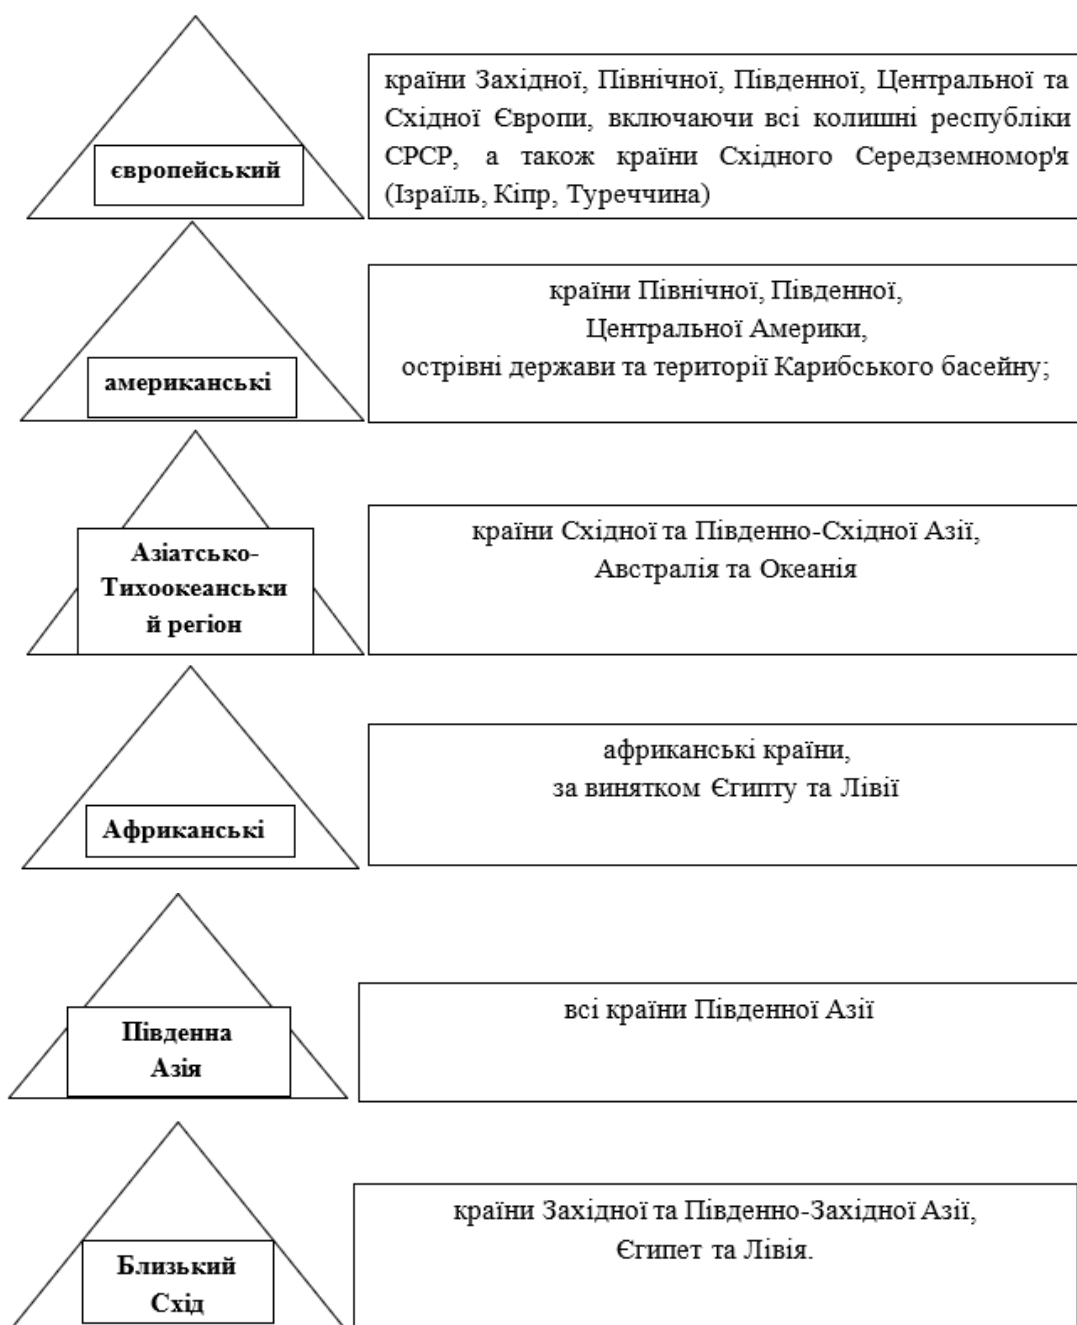 європейський
країни Західної, Північної, Південної, Центральної та
Східної Європи, включаючи всі колишні республіки
СРСР, а також країни Східного Середземномор'я
(Ізраїль, Кіпр, Туреччина)
американські
країни Північної, Південної,
Центральної Америки,
острівні держави та території Карибського басейну;
Азіатсько-
Тихоокеанськи
й регіон
країни Східної та Південно-Східної Азії,
Австралія та Океанія
Африканські
африканські країни,
за винятком Єгипту та Лівії
Південна
Азія
всі країни Південної Азії
Близький
Схід
країни Західної та Південно-Західної Азії,
Єгипет та Лівія.